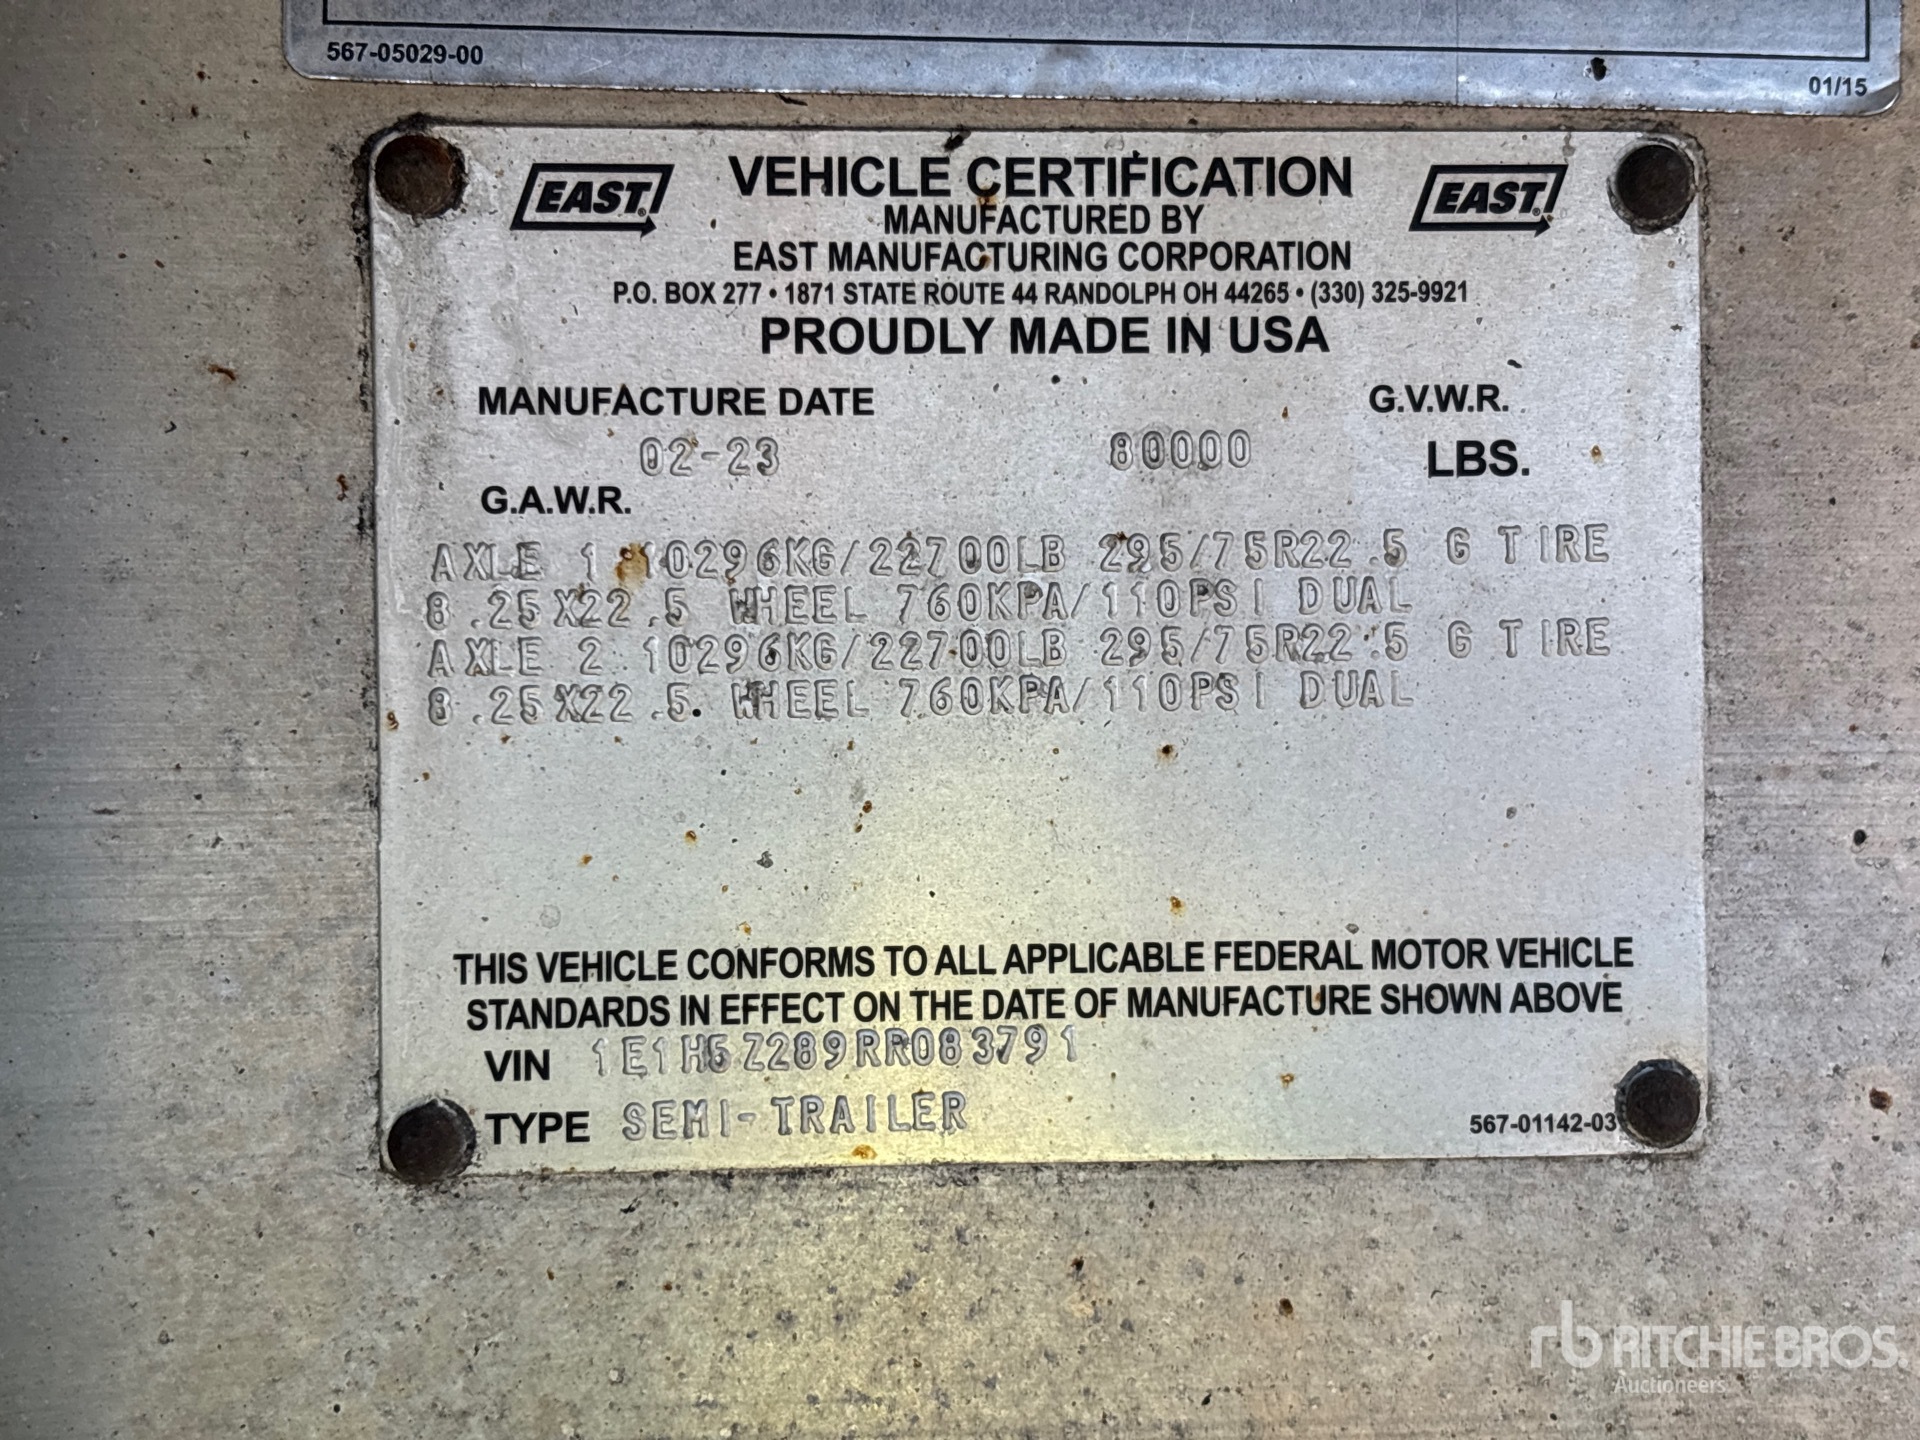 567-05029-00
01/15
EAST® VEHICLE CERTIFICATION EAST®
MANUFACTURED BY
EAST MANUFACTURING CORPORATION
P.O. BOX 277 • 1871 STATE ROUTE 44 RANDOLPH OH 44265 • (330) 325-9921
PROUDLY MADE IN USA
MANUFACTURE DATE G.V.W.R.
02-23 80000 LBS.
G.A.W.R.
AXLE 1 10296KG/22700LB 295/75R22.5 G TIRE
8.25X22.5 WHEEL 760KPA/110PSI DUAL
AXLE 2 10296KG/22700LB 295/75R22.5 G TIRE
8.25X22.5 WHEEL 760KPA/110PSI DUAL
THIS VEHICLE CONFORMS TO ALL APPLICABLE FEDERAL MOTOR VEHICLE
STANDARDS IN EFFECT ON THE DATE OF MANUFACTURE SHOWN ABOVE
VIN 1E1H5Z289RR083791
TYPE SEMI-TRAILER
567-01142-03
rb RITCHIE BROS.
Auctioneers